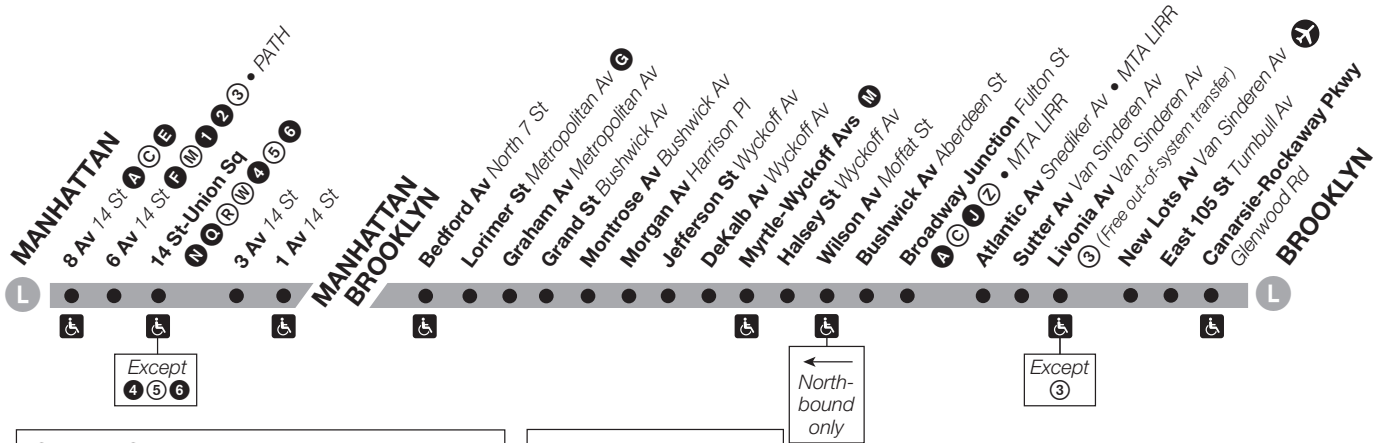 MANHATTAN
8 Av 14 St A C E
6 Av 14 St F M 1 2 3 • PATH
14 St-Union Sq
N Q R W 4 5 6
3 Av 14 St
1 Av 14 St
MANHATTAN
BROOKLYN
Bedford Av North 7 St
Lorimer St Metropolitan Av G
Graham Av Metropolitan Av
Grand St Bushwick Av
Montrose Av Bushwick Av
Morgan Av Harrison Pl
Jefferson St Wyckoff Av
DeKalb Av Wyckoff Av
Myrtle-Wyckoff Avs M
Halsey St Wyckoff Av
Wilson Av Moffat St
Bushwick Av Aberdeen St
Broadway Junction Fulton St
A C J Z • MTA LIRR
Atlantic Av Snediker Av • MTA LIRR
Sutter Av Van Sinderen Av
Livonia Av Van Sinderen Av
3 (Free out-of-system transfer)
New Lots Av Van Sinderen Av
East 105 St Turnbull Av
Canarsie-Rockaway Pkwy
Glenwood Rd
BROOKLYN
L
L
Except
4 5 6
North-
bound
only
Except
3